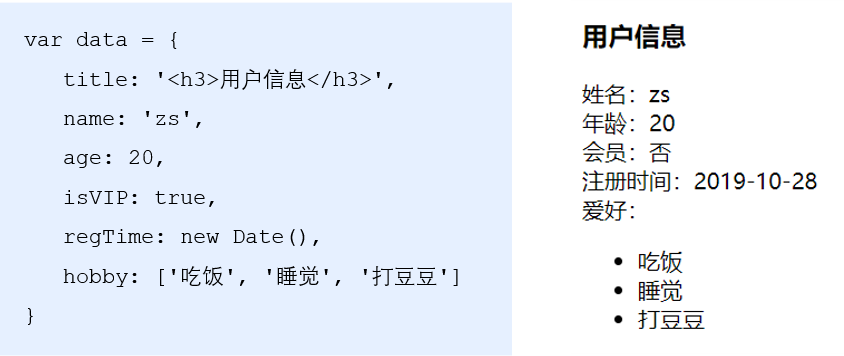 var data = {
title: '<h3>用户信息</h3>',
name: 'zs',
age: 20,
isVIP: true,
regTime: new Date(),
hobby: ['吃饭', '睡觉', '打豆豆']
}
用户信息
姓名：zs
年龄：20
会员：否
注册时间：2019-10-28
爱好：
• 吃饭
• 睡觉
• 打豆豆